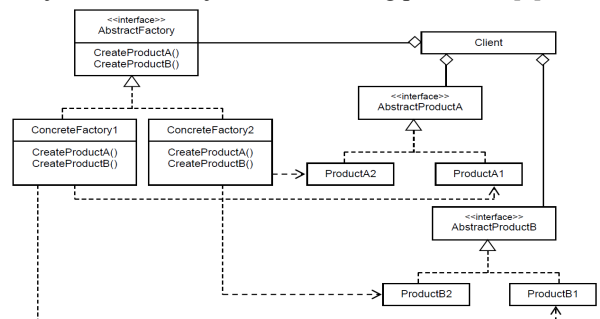 <<interface>>
AbstractFactory
CreateProductA()
CreateProductB()
Client
<<interface>>
AbstractProductA
ConcreteFactory1
CreateProductA()
CreateProductB()
ConcreteFactory2
CreateProductA()
CreateProductB()
ProductA2
ProductA1
<<interface>>
AbstractProductB
ProductB2
ProductB1